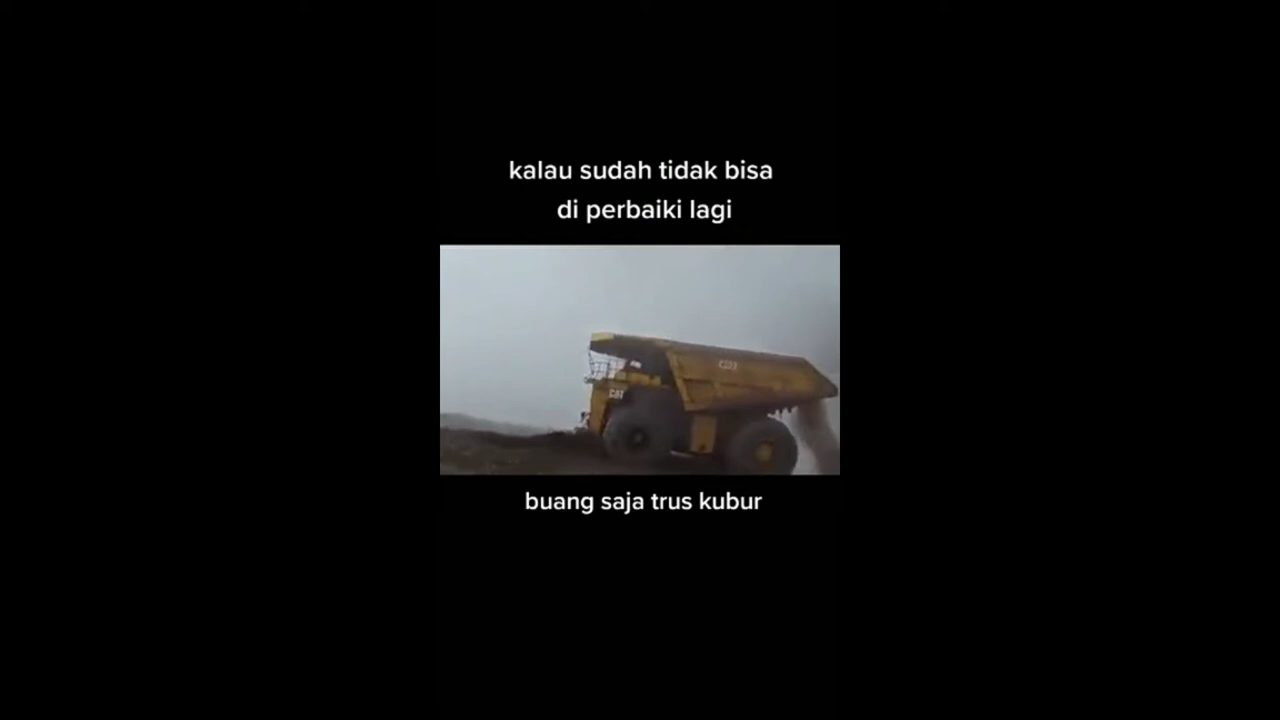 kalau sudah tidak bisa
di perbaiki lagi
buang saja trus kubur